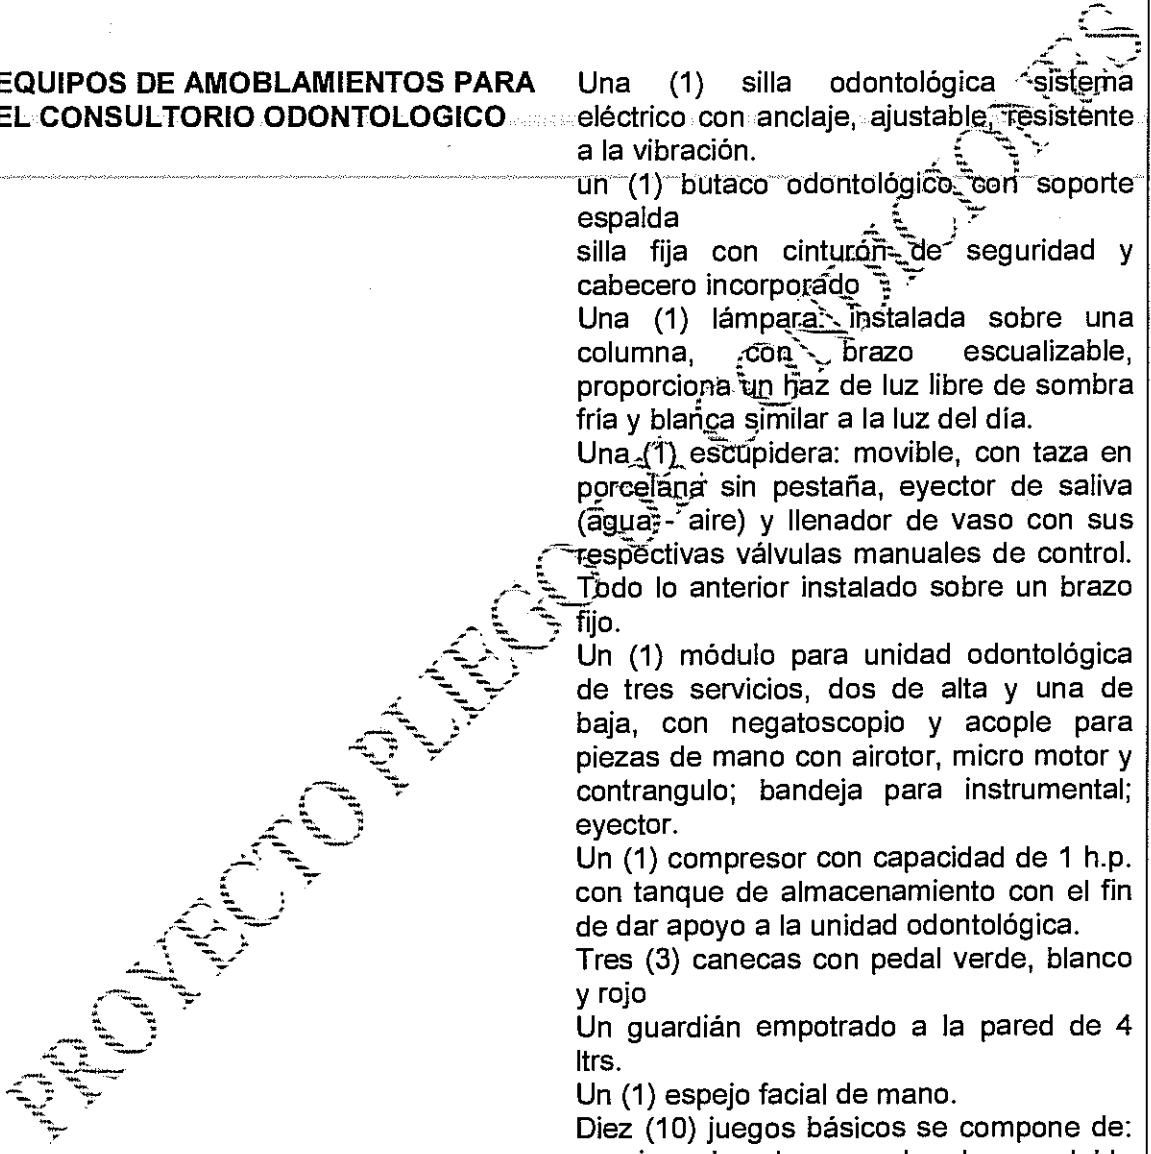 EQUIPOS DE AMOBLAMIENTOS PARA
EL CONSULTORIO ODONTOLOGICO
Una (1) silla odontológica sistema
eléctrico con anclaje, ajustable, resistente
a la vibración.
un (1) butaco odontológico con soporte
espalda
silla fija con cinturón de seguridad y
cabecero incorporado
Una (1) lámpara: instalada sobre una
columna, con brazo escualizable,
proporciona un haz de luz libre de sombra
fría y blanca similar a la luz del día.
Una (1) escupidera: movible, con taza en
porcelana sin pestaña, eyector de saliva
(agua - aire) y llenador de vaso con sus
respectivas válvulas manuales de control.
Todo lo anterior instalado sobre un brazo
fijo.
Un (1) módulo para unidad odontológica
de tres servicios, dos de alta y una de
baja, con negatoscopio y acople para
piezas de mano con airotor, micro motor y
contrangulo; bandeja para instrumental;
eyector.
Un (1) compresor con capacidad de 1 h.p.
con tanque de almacenamiento con el fin
de dar apoyo a la unidad odontológica.
Tres (3) canecas con pedal verde, blanco
y rojo
Un guardián empotrado a la pared de 4
ltrs.
Un (1) espejo facial de mano.
Diez (10) juegos básicos se compone de:
PROYECTO PLIEGO CONDICIONES